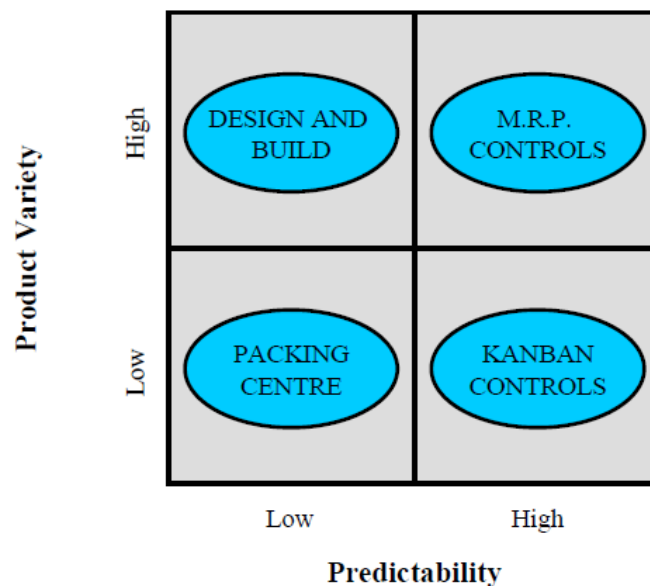 Product Variety
High
DESIGN AND
BUILD
M.R.P.
CONTROLS
Low
PACKING
CENTRE
KANBAN
CONTROLS
Low
High
Predictability